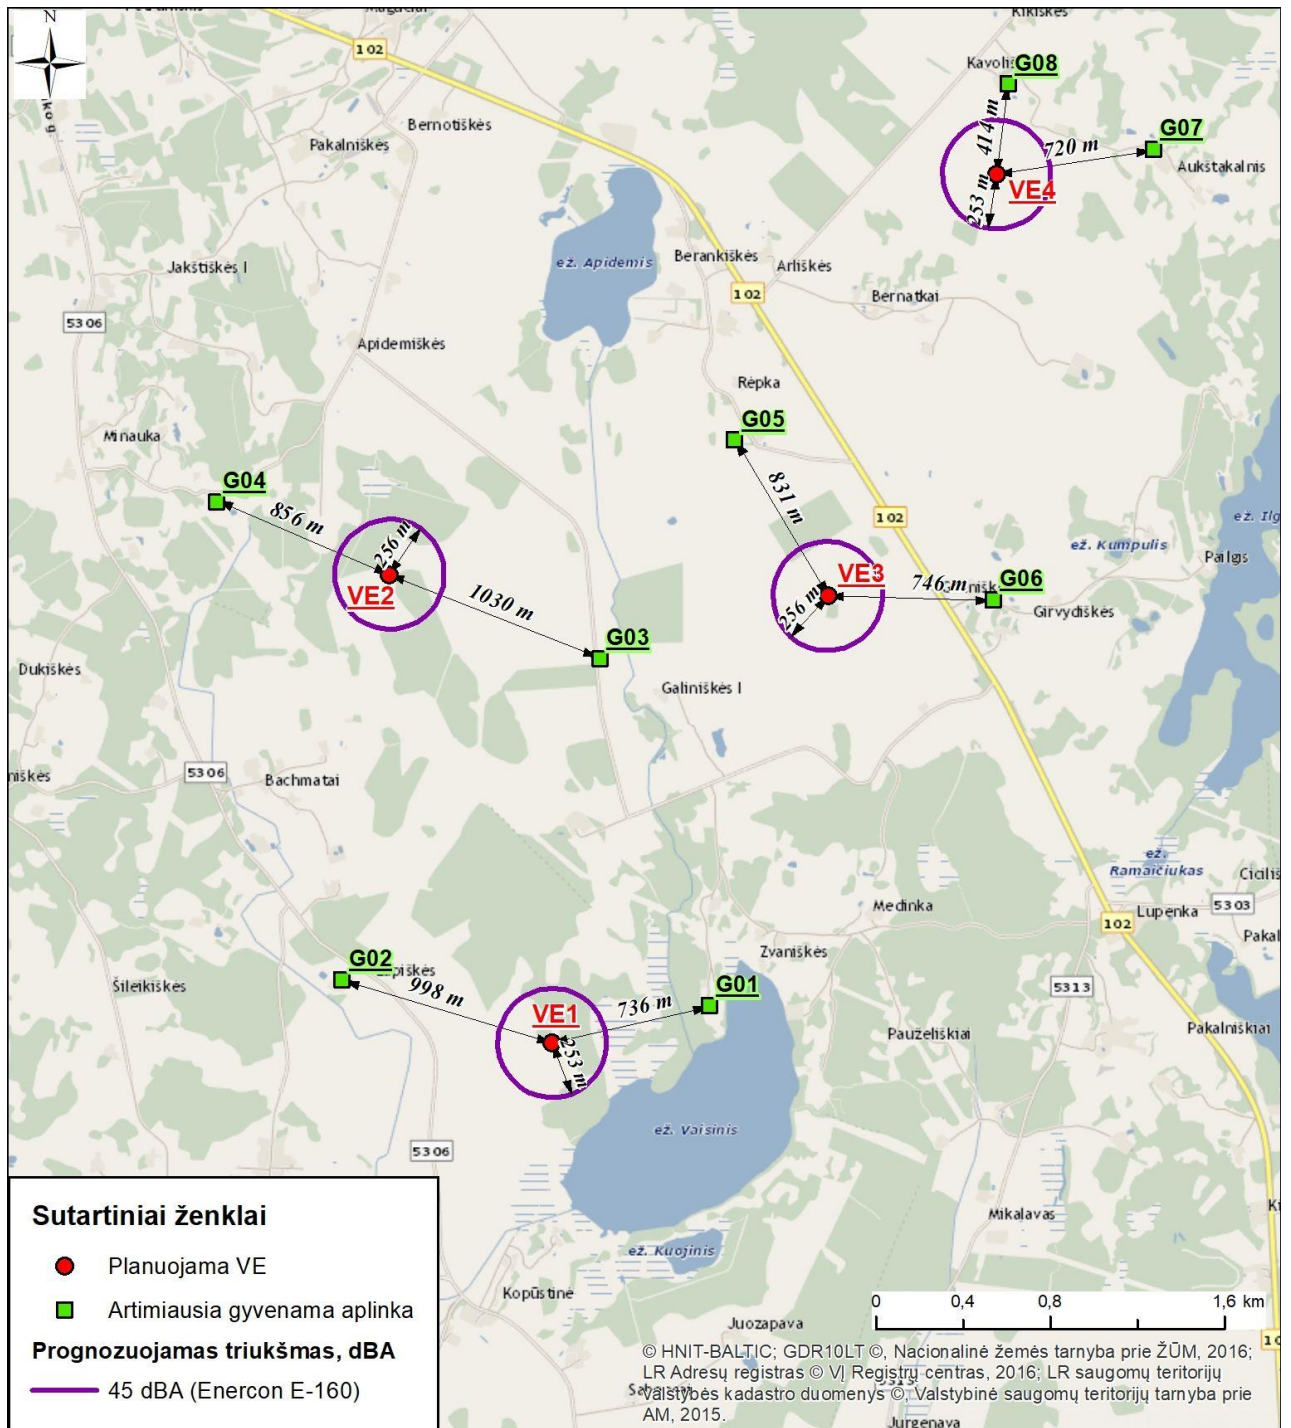 N
102
Kikiškės
Kavoliš
G08
414 m
G07
720 m
Aukštakalnis
VE4
253 m
Bernotiškės
Pakalniškės
Jakštiškės I
ež. Apidemis
Berankiškės
Arliškės
102
Bernatkai
5306
Apidemiškės
Rėpka
G05
831 m
Minauka
G04
856 m
256 m
VE2
1030 m
G03
102
ež. Ilg
ež. Kumpulis
Pailgis
VE3
256 m
746 m
G06
Girvydiškės
Dukiškės
Galiniškės I
niškės
5306
Bachmatai
ež.
Ramaičiukas
Ciciliš
5303
Lupenka
Medinka
102
Pakal
Zvaniškės
G02
998 m
Šileikiškės
VE1
736 m
G01
253 m
5313
Pakalniškiai
Pauželiškiai
ež. Vaisinis
5306
Mikalavas
ež. Kuojinis
Kopūstinė
Juozapava
Sutartiniai ženklai
Planuojama VE
Artimiausia gyvenama aplinka
Prognozuojamas triukšmas, dBA
45 dBA (Enercon E-160)
0 0,4 0,8 1,6 km
© HNIT-BALTIC; GDR10LT ©, Nacionalinė žemės tarnyba prie ŽŪM, 2016;
LR Adresų registras © VĮ Registrų centras, 2016; LR saugomų teritorijų
valstybės kadastro duomenys ©, Valstybinė saugomų teritorijų tarnyba prie
AM, 2015.
Jurgenava